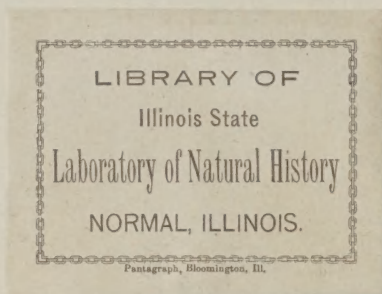 LIBRARY OF
Illinois State
Laboratory of Natural History
NORMAL, ILLINOIS.
Pantagraph, Bloomington, Ill.